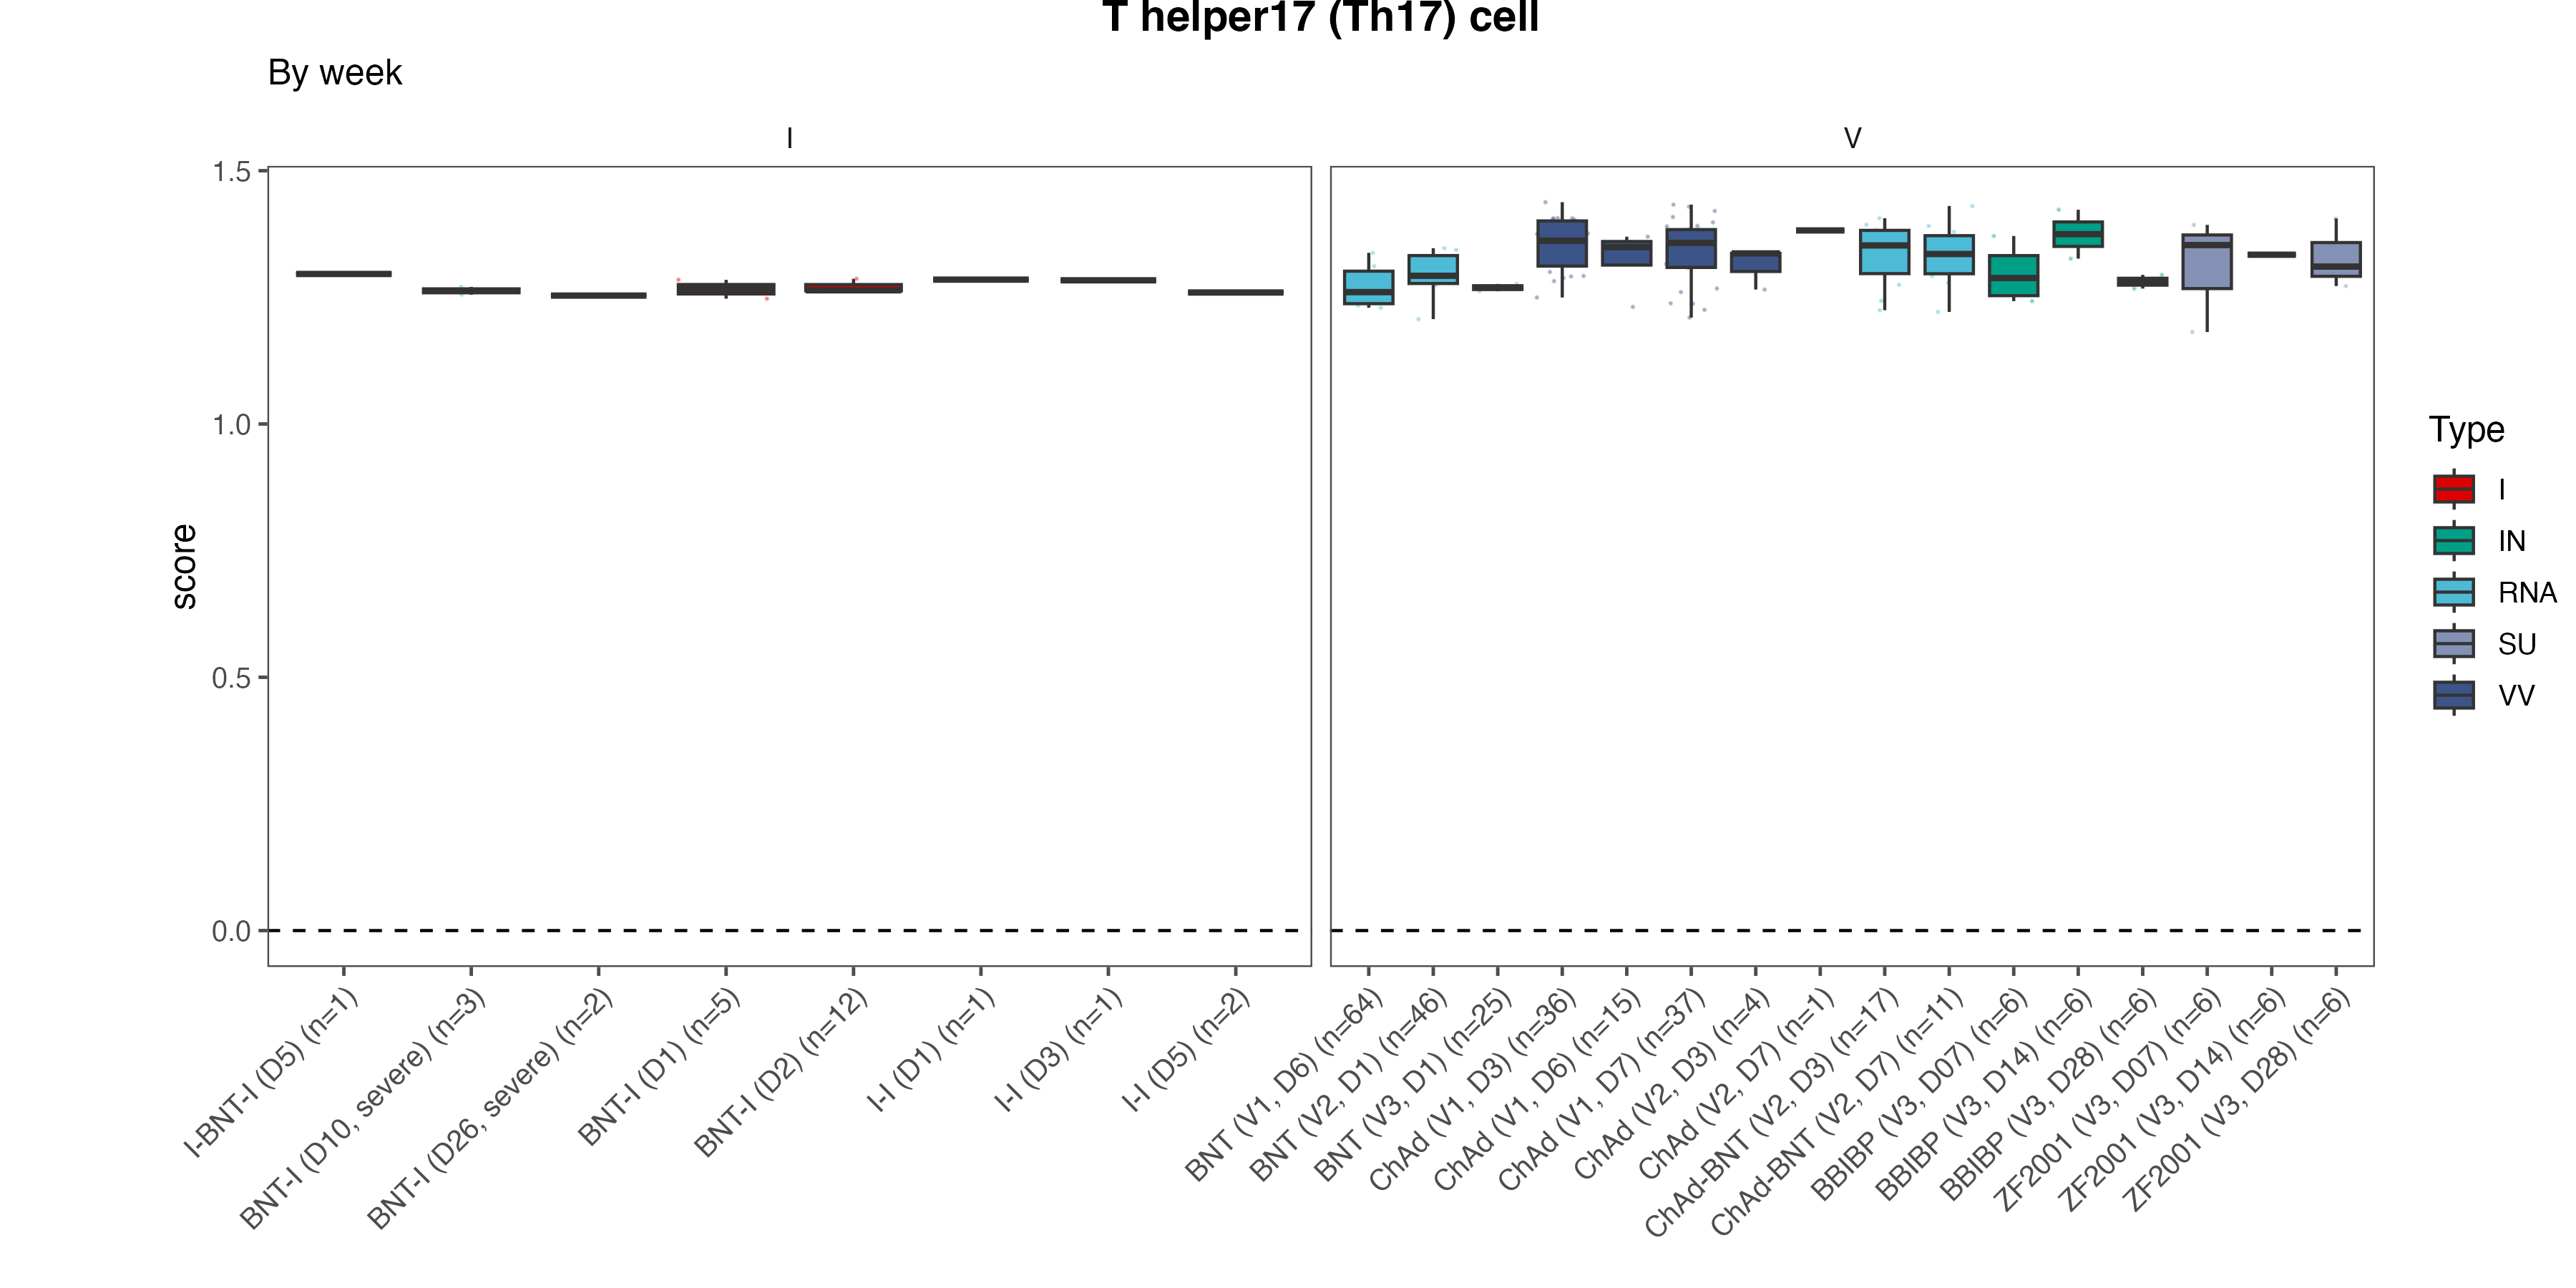 T helper17 (Th17) cell
By week
I
V
1.5
1.0
0.5
0.0
score
I-BNT-I (D5) (n=1)
BNT-I (D10, severe) (n=3)
BNT-I (D26, severe) (n=2)
BNT-I (D1) (n=5)
BNT-I (D2) (n=12)
I-I (D1) (n=1)
I-I (D3) (n=1)
I-I (D5) (n=2)
BNT (V1, D6) (n=64)
BNT (V2, D1) (n=46)
BNT (V3, D1) (n=25)
ChAd (V1, D3) (n=36)
ChAd (V1, D6) (n=15)
ChAd (V1, D7) (n=37)
ChAd (V2, D3) (n=4)
ChAd (V2, D7) (n=1)
ChAd-BNT (V2, D3) (n=17)
ChAd-BNT (V2, D7) (n=11)
BBIBP (V3, D07) (n=6)
BBIBP (V3, D14) (n=6)
BBIBP (V3, D28) (n=6)
ZF2001 (V3, D07) (n=6)
ZF2001 (V3, D14) (n=6)
ZF2001 (V3, D28) (n=6)
Type
I
IN
RNA
SU
VV